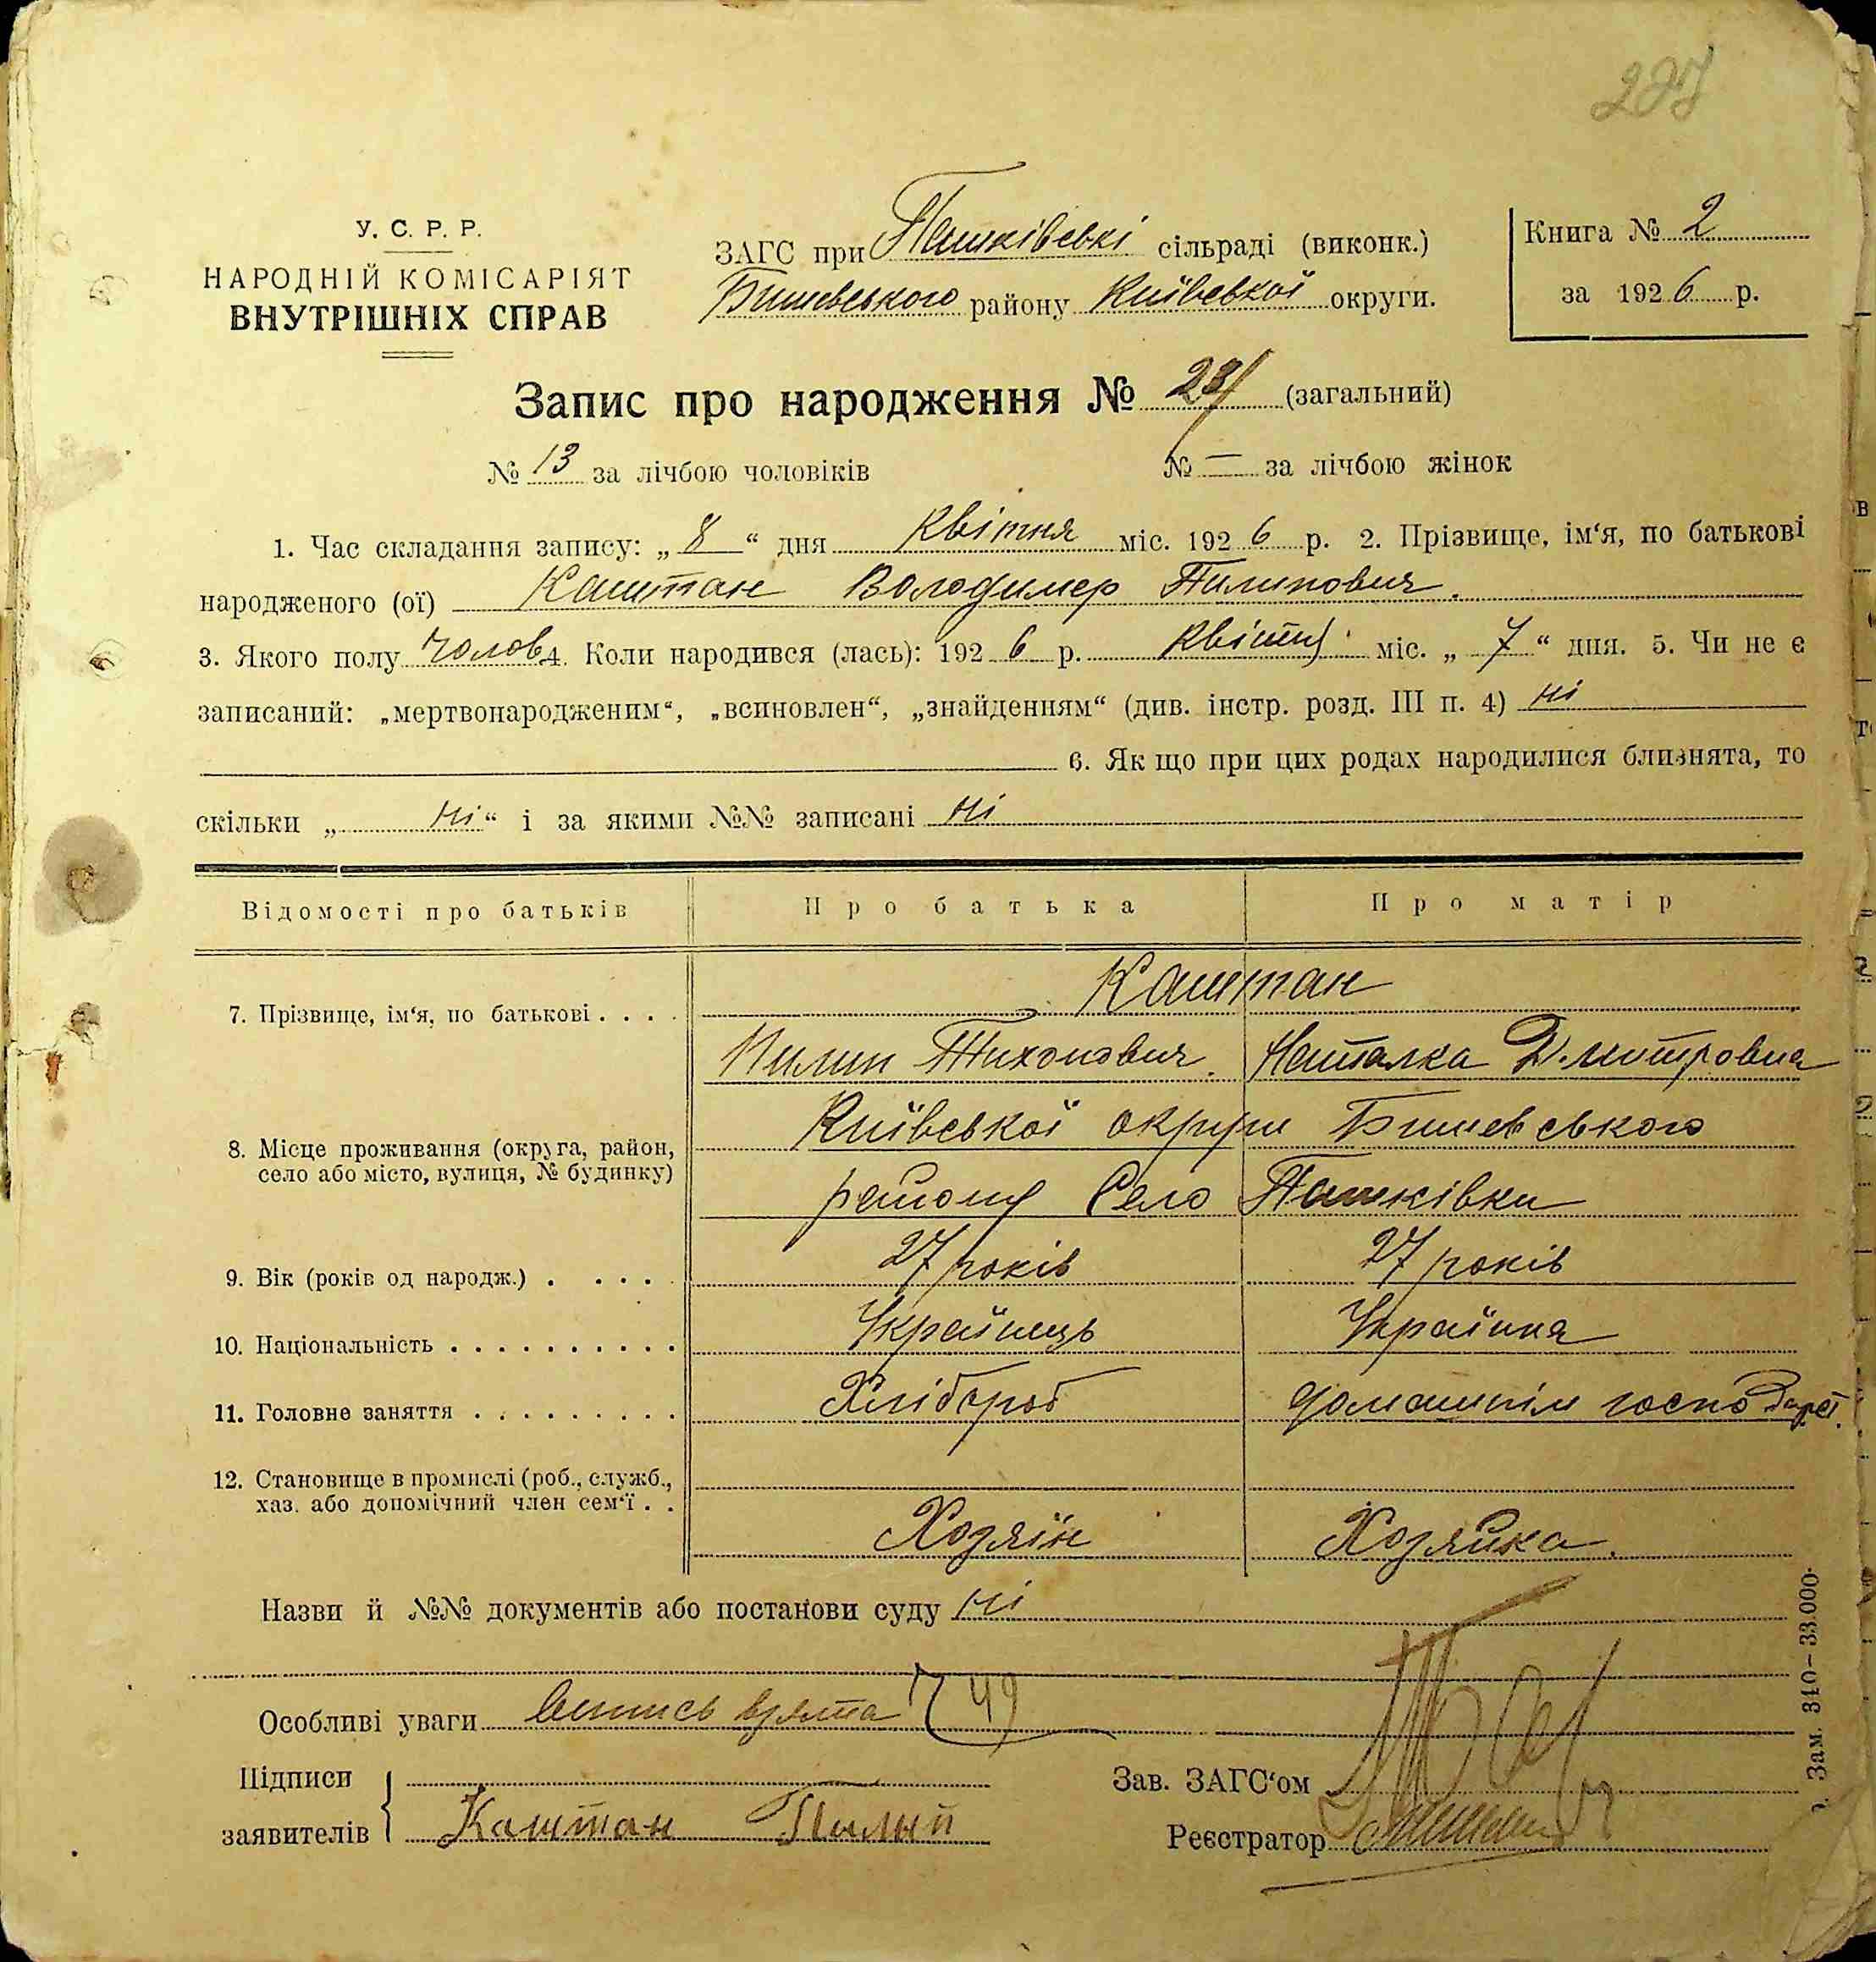 У. С. Р. Р.
НАРОДНІЙ КОМІСАРІЯТ
ВНУТРІШНІХ СПРАВ
ЗАГС при Пашківські сільраді (виконк.)
Бишевського району Київської округи.
Книга № 2
за 1926 р.
Запис про народження № (загальний)
№ 13 за лічбою чоловіків № — за лічбою жінок
1. Час складання запису: „8“ дня Квітня міс. 1926 р. 2. Прізвище, ім‘я, по батькові
народженого (ої) Каштан Володимер Пилипович.
3. Якого полу чолов 4. Коли народився (лась): 1926 р. Квітня міс. „7“ дня. 5. Чи не є
записаний: „мертвонародженим“, „всиновлен“, „знайденням“ (див. інстр. розд. III п. 4) ні
6. Як що при цих родах народилися близнята, то
скільки „ні“ і за якими №№ записані ні
Відомості про батьків Про батька Про матір
7. Прізвище, ім‘я, по батькові . . . . Каштан
Пилип Тихонович. Наталка Дмитровна
8. Місце проживання (округа, район, Київської округи Бишевського
село або місто, вулиця, № будинку) району Село Пашківки
9. Вік (років од народж.) . . . . 27 років 27 років
10. Національність . . . . . . . . . . Українець Українка
11. Головне заняття . . . . . . . . . Хлібороб домашнім господарст.
12. Становище в промислі (роб., служб.,
хаз. або допомічний член сем‘ї . . Хозяїн Хозяйка.
Назви й №№ документів або постанови суду ні
Особливі уваги Випись взята 49
Підписи Зав. ЗАГС‘ом
заявителів Каштан Пилип Реєстратор
Зам. 310–33.000.